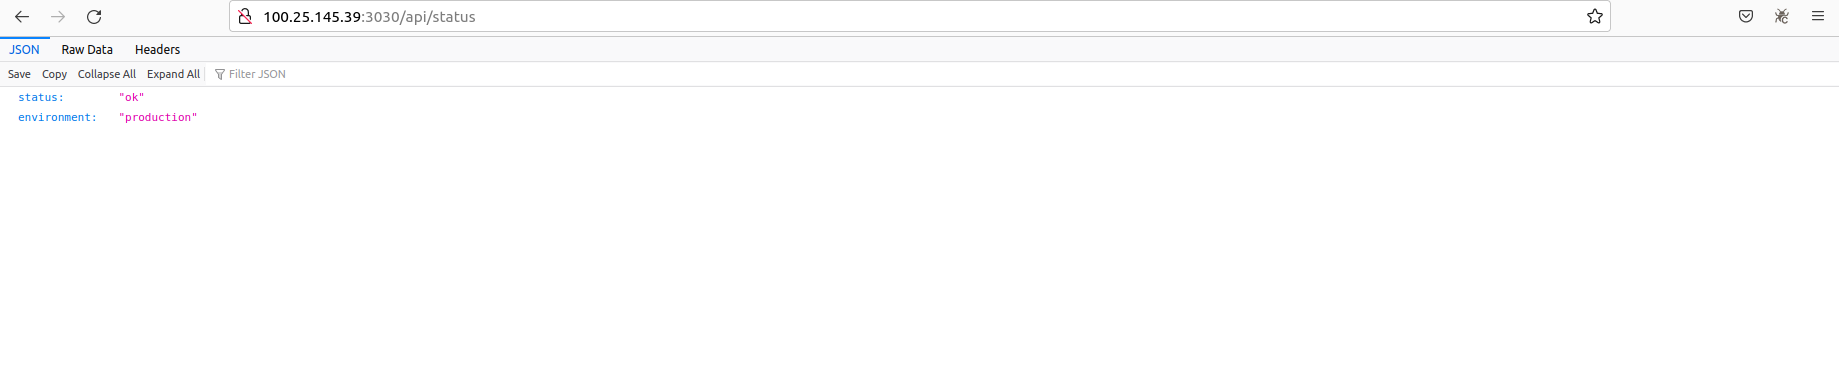 100.25.145.39:3030/api/status
JSON Raw Data Headers
Save Copy Collapse All Expand All Filter JSON
status: "ok"
environment: "production"